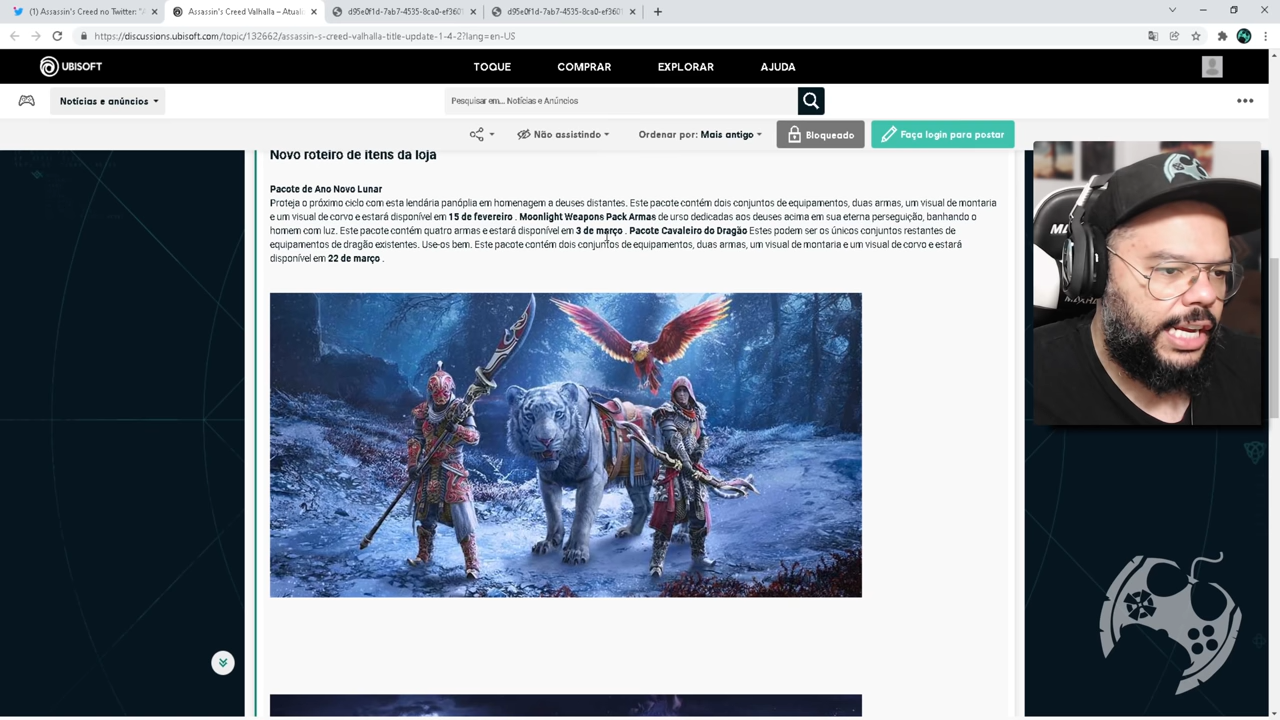 (1) Assassin's Creed no Twitter: "A
Assassin's Creed Valhalla – Atuali
d95e0f1d-7ab7-4535-8ca0-ef3601
d95e0f1d-7ab7-4535-8ca0-ef3601
https://discussions.ubisoft.com/topic/132662/assassin-s-creed-valhalla-title-update-1-4-2?lang=en-US
UBISOFT
TOQUE
COMPRAR
EXPLORAR
AJUDA
Notícias e anúncios
Pesquisar em... Notícias e Anúncios
Não assistindo
Ordenar por: Mais antigo
Bloqueado
Faça login para postar
Novo roteiro de itens da loja
Pacote de Ano Novo Lunar
Proteja o próximo ciclo com esta lendária panóplia em homenagem a deuses distantes. Este pacote contém dois conjuntos de equipamentos, duas armas, um visual de montaria
e um visual de corvo e estará disponível em 15 de fevereiro . Moonlight Weapons Pack Armas de urso dedicadas aos deuses acima em sua eterna perseguição, banhando o
homem com luz. Este pacote contém quatro armas e estará disponível em 3 de março . Pacote Cavaleiro do Dragão Estes podem ser os únicos conjuntos restantes de
equipamentos de dragão existentes. Use-os bem. Este pacote contém dois conjuntos de equipamentos, duas armas, um visual de montaria e um visual de corvo e estará
disponível em 22 de março .